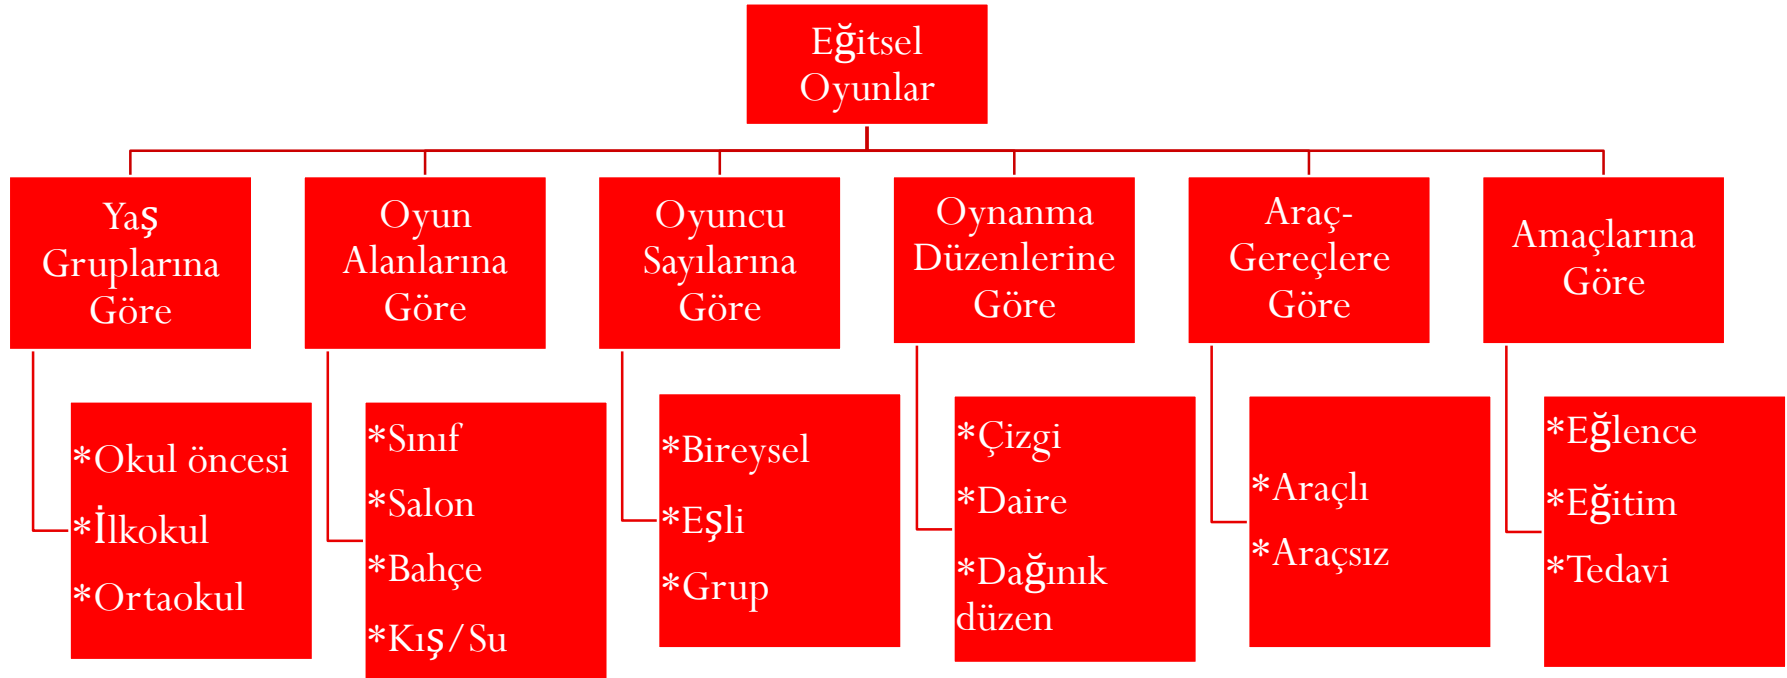 Eğitsel
Oyunlar
Yaş
Gruplarına
Göre
*Okul öncesi
*İlkokul
*Ortaokul
Oyun
Alanlarına
Göre
*Sınıf
*Salon
*Bahçe
*Kış/Su
Oyuncu
Sayılarına
Göre
*Bireysel
*Eşli
*Grup
Oynanma
Düzenlerine
Göre
*Çizgi
*Daire
*Dağınık
düzen
Araç-
Gereçlere
Göre
*Araçlı
*Araçsız
Amaçlarına
Göre
*Eğlence
*Eğitim
*Tedavi